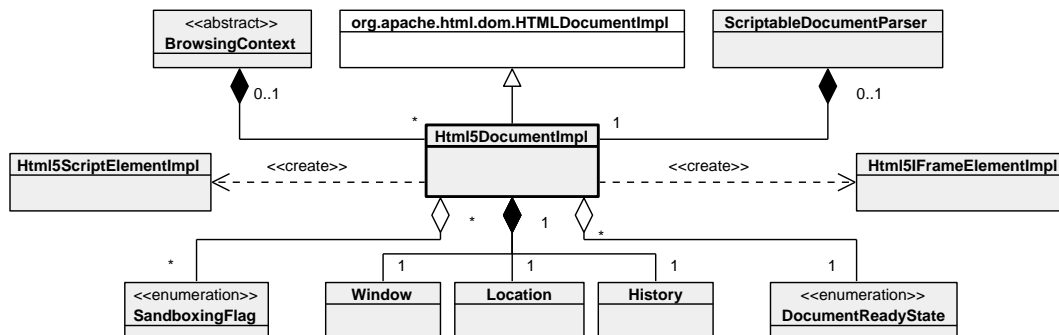 <<abstract>>
BrowsingContext
org.apache.html.dom.HTMLDocumentImpl
ScriptableDocumentParser
0..1
0..1
*
1
Html5DocumentImpl
Html5ScriptElementImpl
<<create>>
<<create>>
Html5IFrameElementImpl
*
1
*
*
1
1
1
1
<<enumeration>>
SandboxingFlag
Window
Location
History
<<enumeration>>
DocumentReadyState